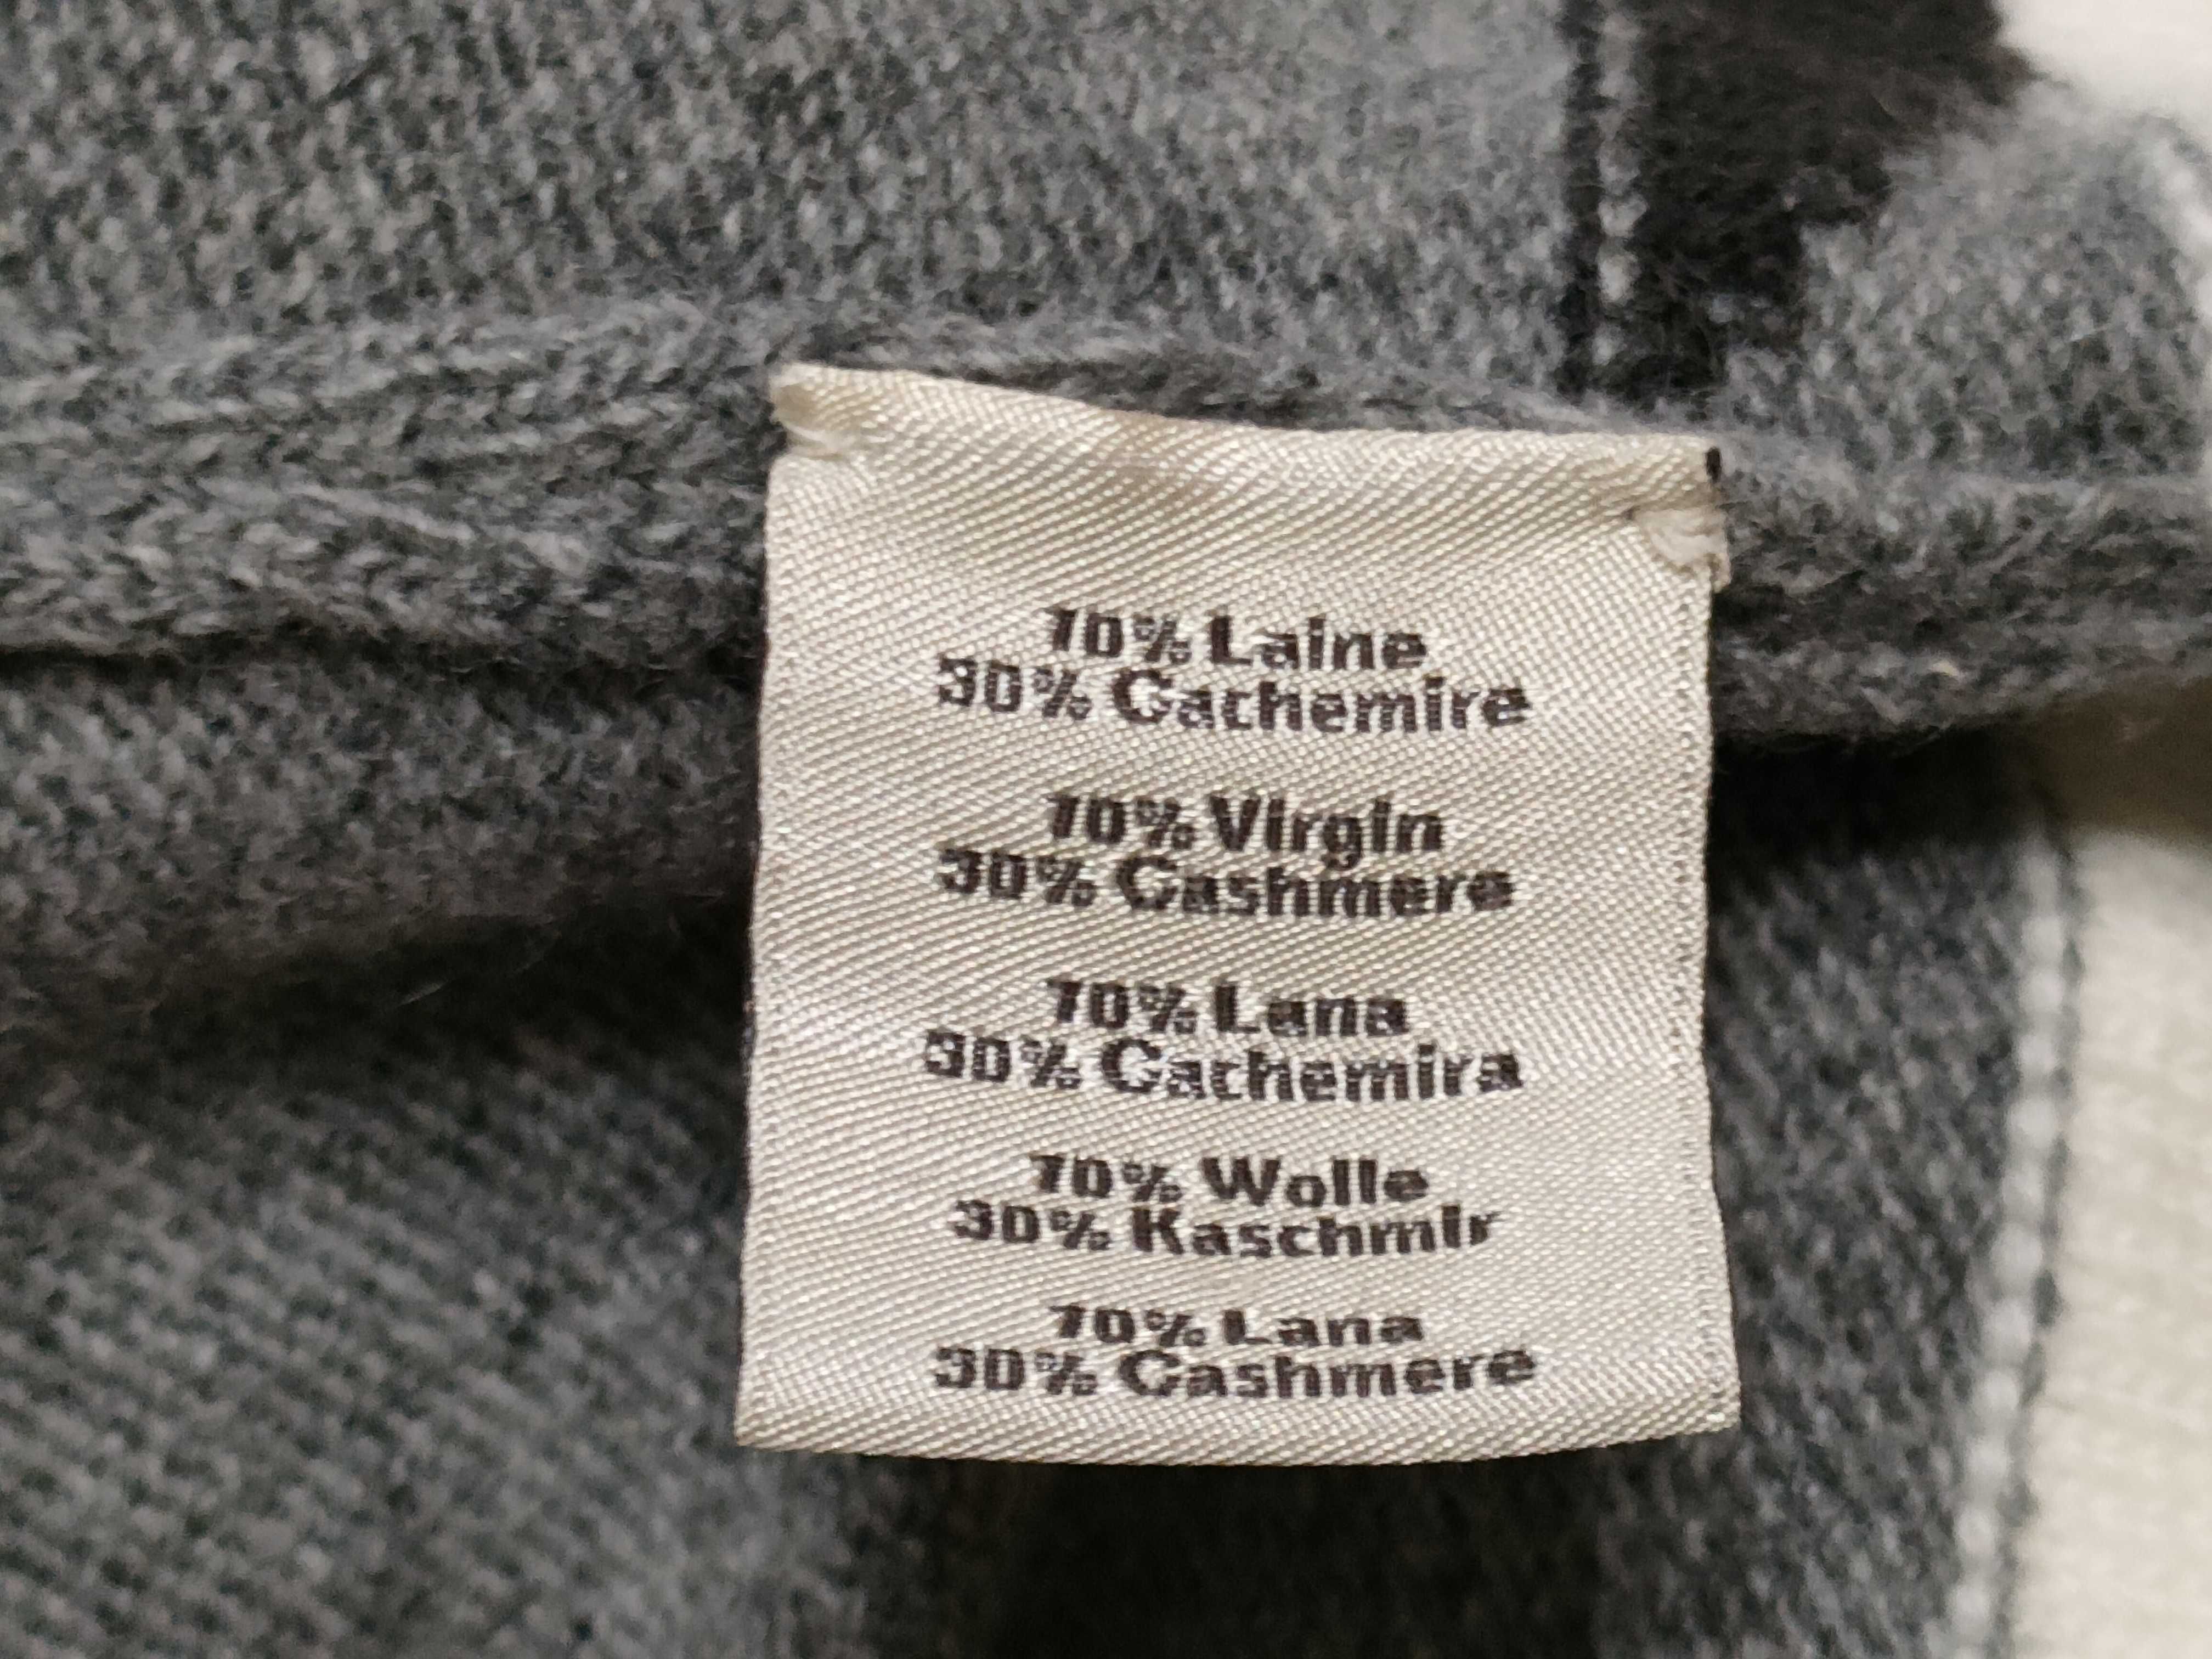 70% Laine
30% Cachemire
70% Virgin
30% Cashmere
70% Lana
30% Cachemira
70% Wolle
30% Kaschmir
70% Lana
30% Cashmere